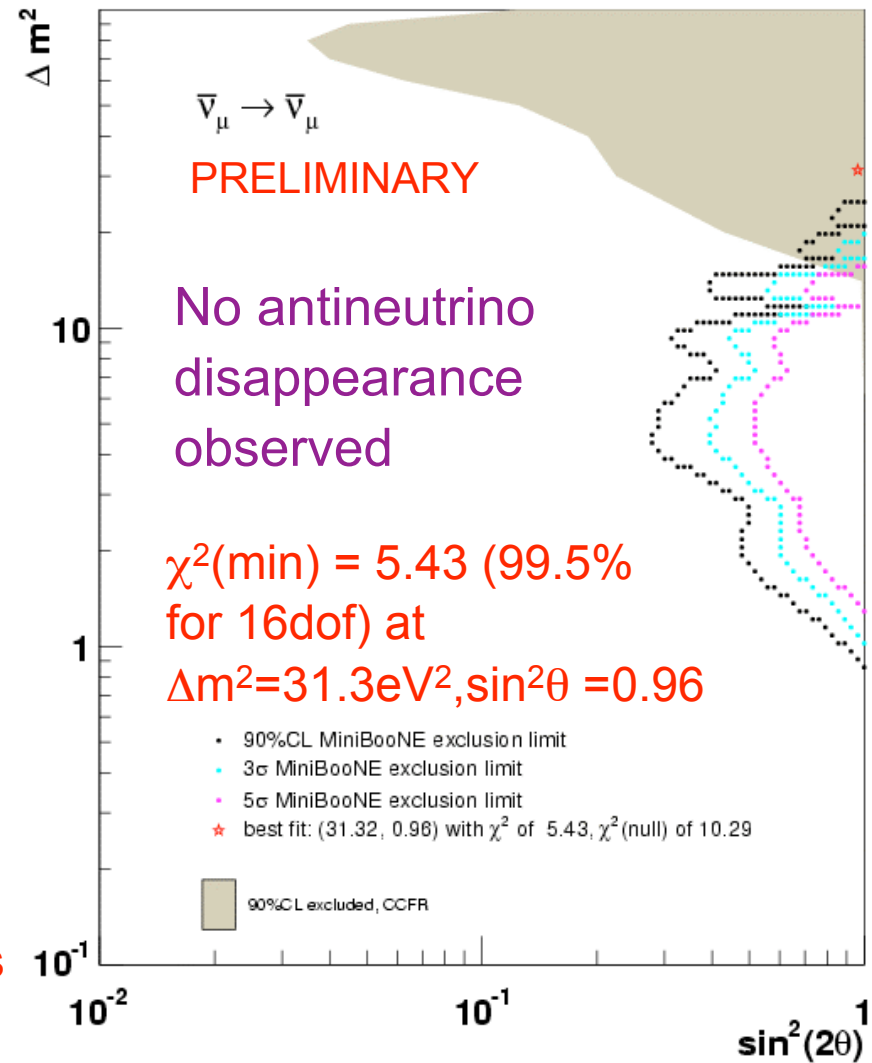 Δ m²
ν̅_μ → ν̅_μ
PRELIMINARY
No antineutrino
disappearance
observed
10
χ²(min) = 5.43 (99.5%
for 16dof) at
1
Δm²=31.3eV²,sin²θ =0.96
90%CL MiniBooNE exclusion limit
3σ MiniBooNE exclusion limit
5σ MiniBooNE exclusion limit
best fit: (31.32, 0.96) with χ² of 5.43, χ²(null) of 10.29
90%CL excluded, CCFR
s
10⁻¹
10⁻² 10⁻¹ 1
sin²(2θ)